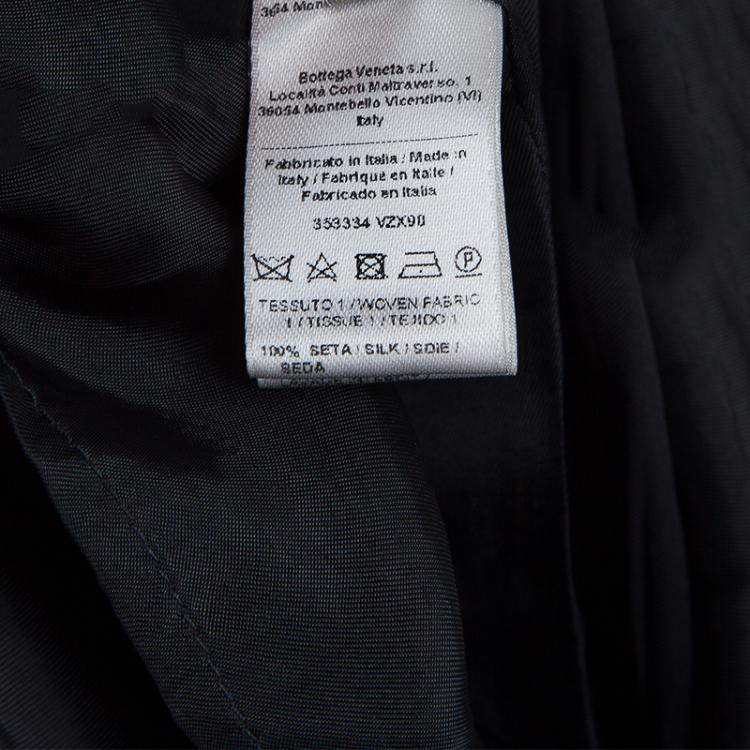 364 Mon
Bottega Veneta s.r.l.
Località Conti Maltraverso, 1
36054 Montebello Vicentino (VI)
Italy
Fabbricato in Italia / Made in
Italy / Fabriqué en Italie /
Fabricado en Italia
353334 VZX90
P
TESSUTO 1 / WOVEN FABRIC
1 / TISSUE 1 / TEJIDO 1
100% SETA / SILK / SOIE /
SEDA